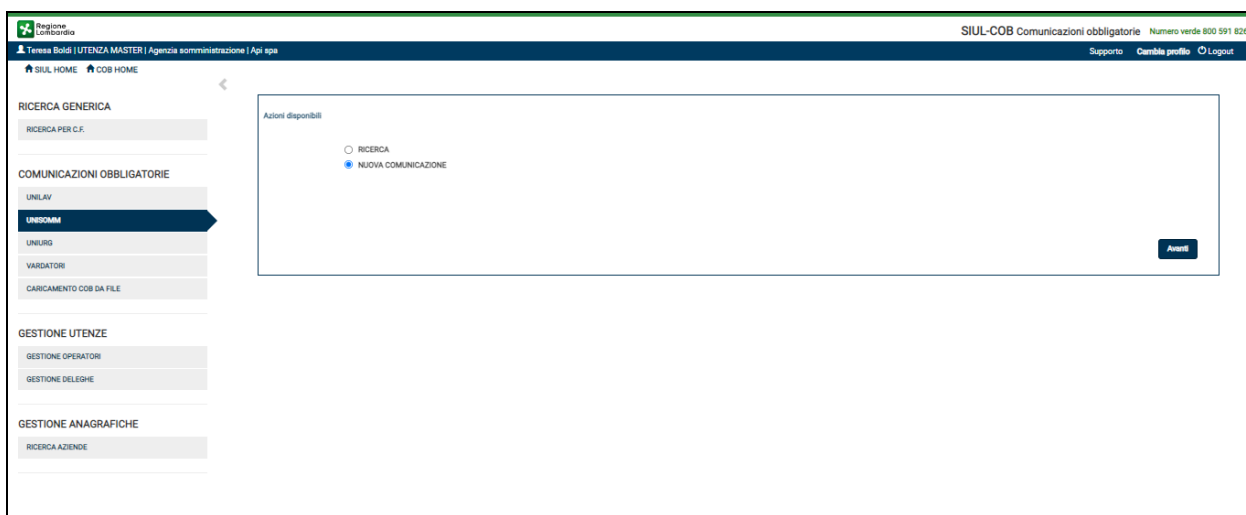 Regione
Lombardia
SIUL-COB Comunicazioni obbligatorie Numero verde 800 591 826
Teresa Boldi | UTENZA MASTER | Agenzia somministrazione | Api spa
Supporto Cambia profilo Logout
SIUL HOME COB HOME
RICERCA GENERICA
RICERCA PER C.F.
COMUNICAZIONI OBBLIGATORIE
UNILAV
UNISOMM
UNIURG
VARDATORI
CARICAMENTO COB DA FILE
GESTIONE UTENZE
GESTIONE OPERATORI
GESTIONE DELEGHE
GESTIONE ANAGRAFICHE
RICERCA AZIENDE
Azioni disponibili
RICERCA
NUOVA COMUNICAZIONE
Avanti